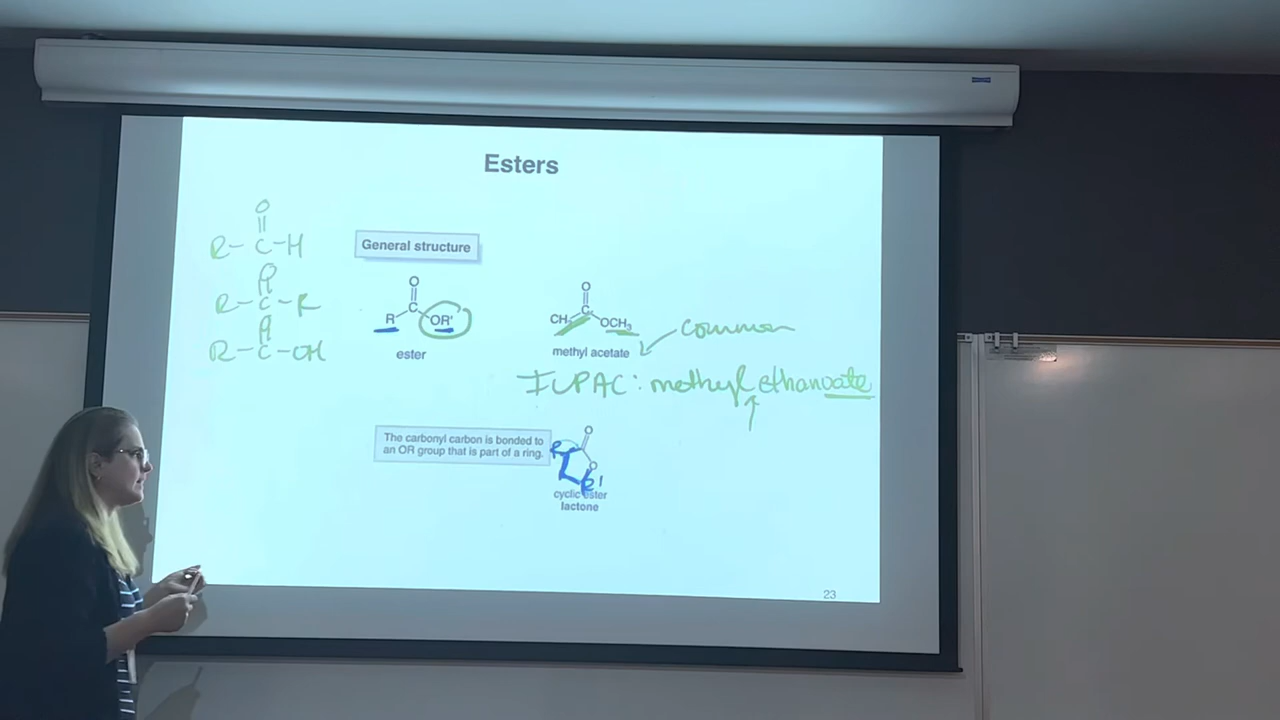 Esters
O
R-C-H
R-C-R
R-C-OH
General structure
O
C
R OR'
ester
O
C
CH OCH3
methyl acetate
common
IUPAC: methyl ethanoate
The carbonyl carbon is bonded to
an OR group that is part of a ring.
O
R
O
R'
cyclic ester
lactone
23